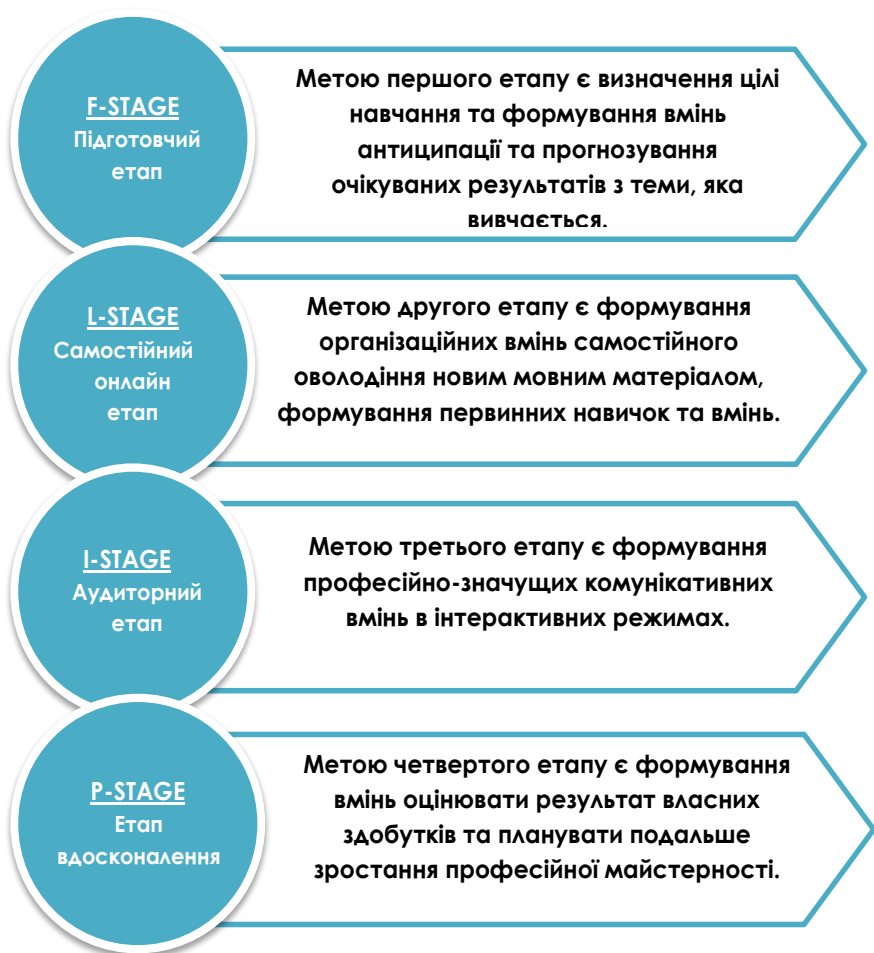 F-STAGE
Підготовчий
етап
Метою першого етапу є визначення цілі
навчання та формування вмінь
антиципації та прогнозування
очікуваних результатів з теми, яка
вивчається.
L-STAGE
Самостійний
онлайн
етап
Метою другого етапу є формування
організаційних вмінь самостійного
оволодіння новим мовним матеріалом,
формування первинних навичок та вмінь.
I-STAGE
Аудиторний
етап
Метою третього етапу є формування
професійно-значущих комунікативних
вмінь в інтерактивних режимах.
P-STAGE
Етап
вдосконалення
Метою четвертого етапу є формування
вмінь оцінювати результат власних
здобутків та планувати подальше
зростання професійної майстерності.